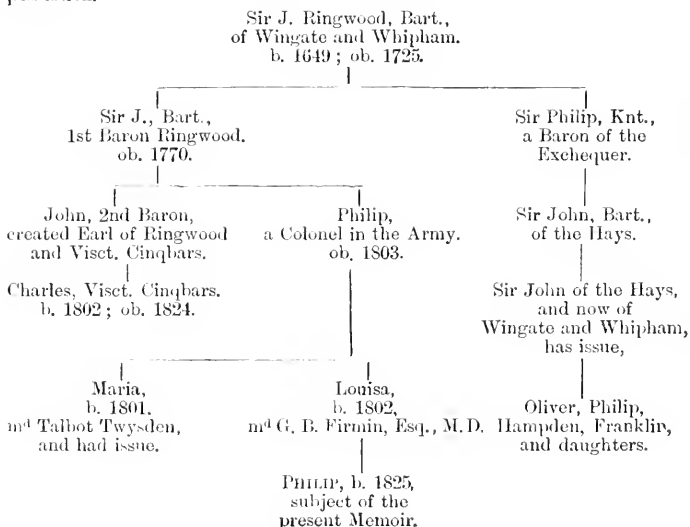 Sir J. Ringwood, Bart.,
of Wingate and Whipham.
b. 1649; ob. 1725.
Sir J., Bart.,
1st Baron Ringwood.
ob. 1770.
Sir Philip, Knt.,
a Baron of the
Exchequer.
John, 2nd Baron,
created Earl of Ringwood
and Visct. Cinqbars.
Philip,
a Colonel in the Army.
ob. 1803.
Sir John, Bart.,
of the Hays.
Charles, Visct. Cinqbars.
b. 1802; ob. 1824.
Sir John of the Hays,
and now of
Wingate and Whipham,
has issue,
Maria,
b. 1801.
md Talbot Twysden,
and had issue.
Louisa,
b. 1802,
md G. B. Firmin, Esq., M.D.
Oliver, Philip,
Hampden, Franklin,
and daughters.
PHILIP, b. 1825,
subject of the
present Memoir.